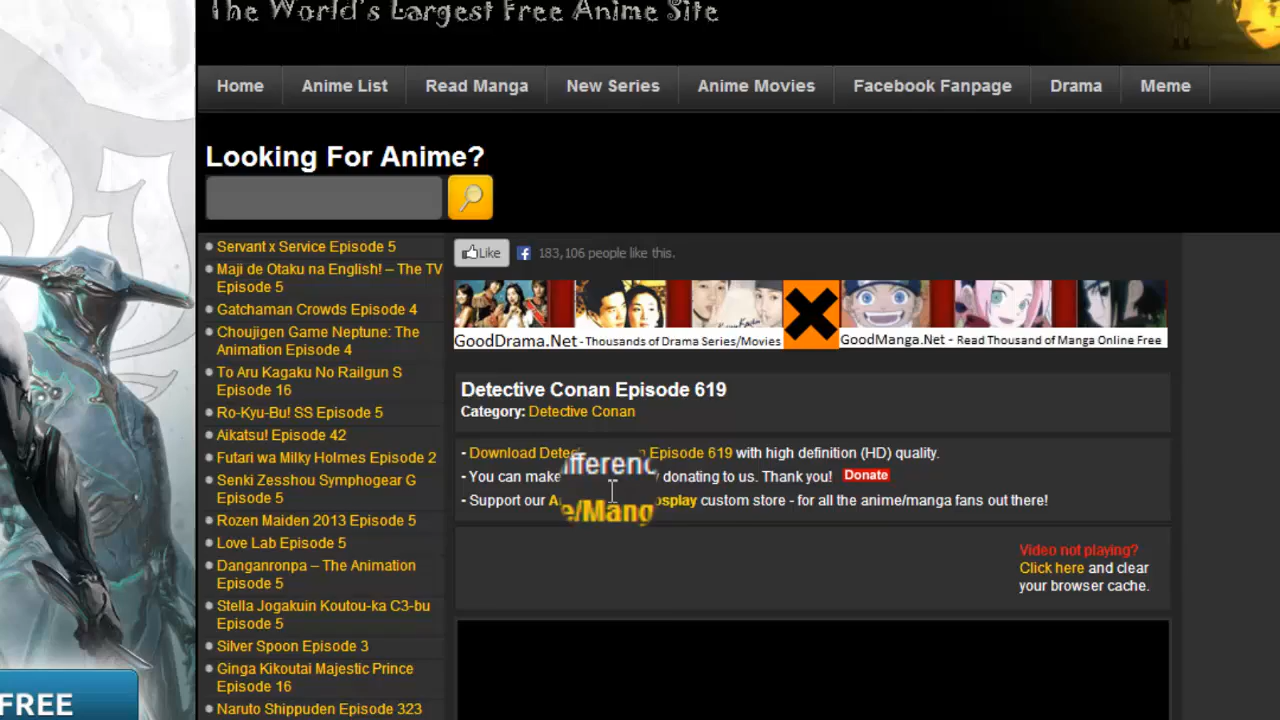 The World's Largest Free Anime Site
Home Anime List Read Manga New Series Anime Movies Facebook Fanpage Drama Meme
Looking For Anime?
Servant x Service Episode 5
Maji de Otaku na English! – The TV
Episode 5
Gatchaman Crowds Episode 4
Choujigen Game Neptune: The
Animation Episode 4
To Aru Kagaku No Railgun S
Episode 16
Ro-Kyu-Bu! SS Episode 5
Aikatsu! Episode 42
Futari wa Milky Holmes Episode 2
Senki Zesshou Symphogear G
Episode 5
Rozen Maiden 2013 Episode 5
Love Lab Episode 5
Danganronpa – The Animation
Episode 5
Stella Jogakuin Koutou-ka C3-bu
Episode 5
Silver Spoon Episode 3
Ginga Kikoutai Majestic Prince
Episode 16
Naruto Shippuden Episode 323
Like 183,106 people like this.
GoodDrama.Net - Thousands of Drama Series/Movies
GoodManga.Net - Read Thousand of Manga Online Free
Detective Conan Episode 619
Category: Detective Conan
- Download Episode 619 with high definition (HD) quality.
- You can make donating to us. Thank you! Donate
- Support our custom store - for all the anime/manga fans out there!
Video not playing?
Click here and clear
your browser cache.
FREE